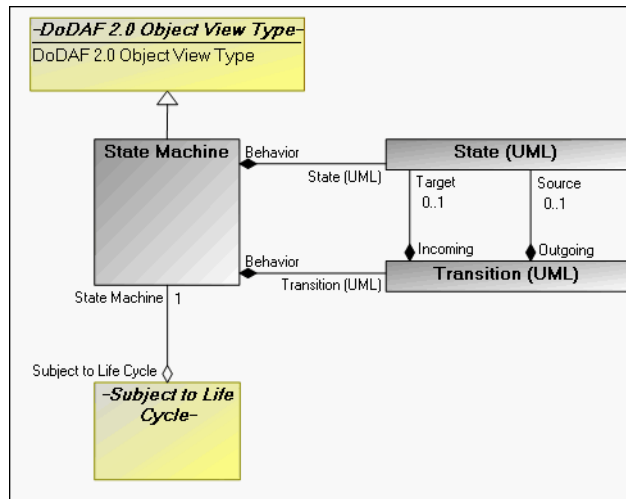 -DoDAF 2.0 Object View Type-
DoDAF 2.0 Object View Type
State Machine
Behavior
State (UML)
State (UML)
Target
0..1
Source
0..1
Incoming
Outgoing
Behavior
Transition (UML)
Transition (UML)
State Machine
1
Subject to Life Cycle
-Subject to Life
Cycle-